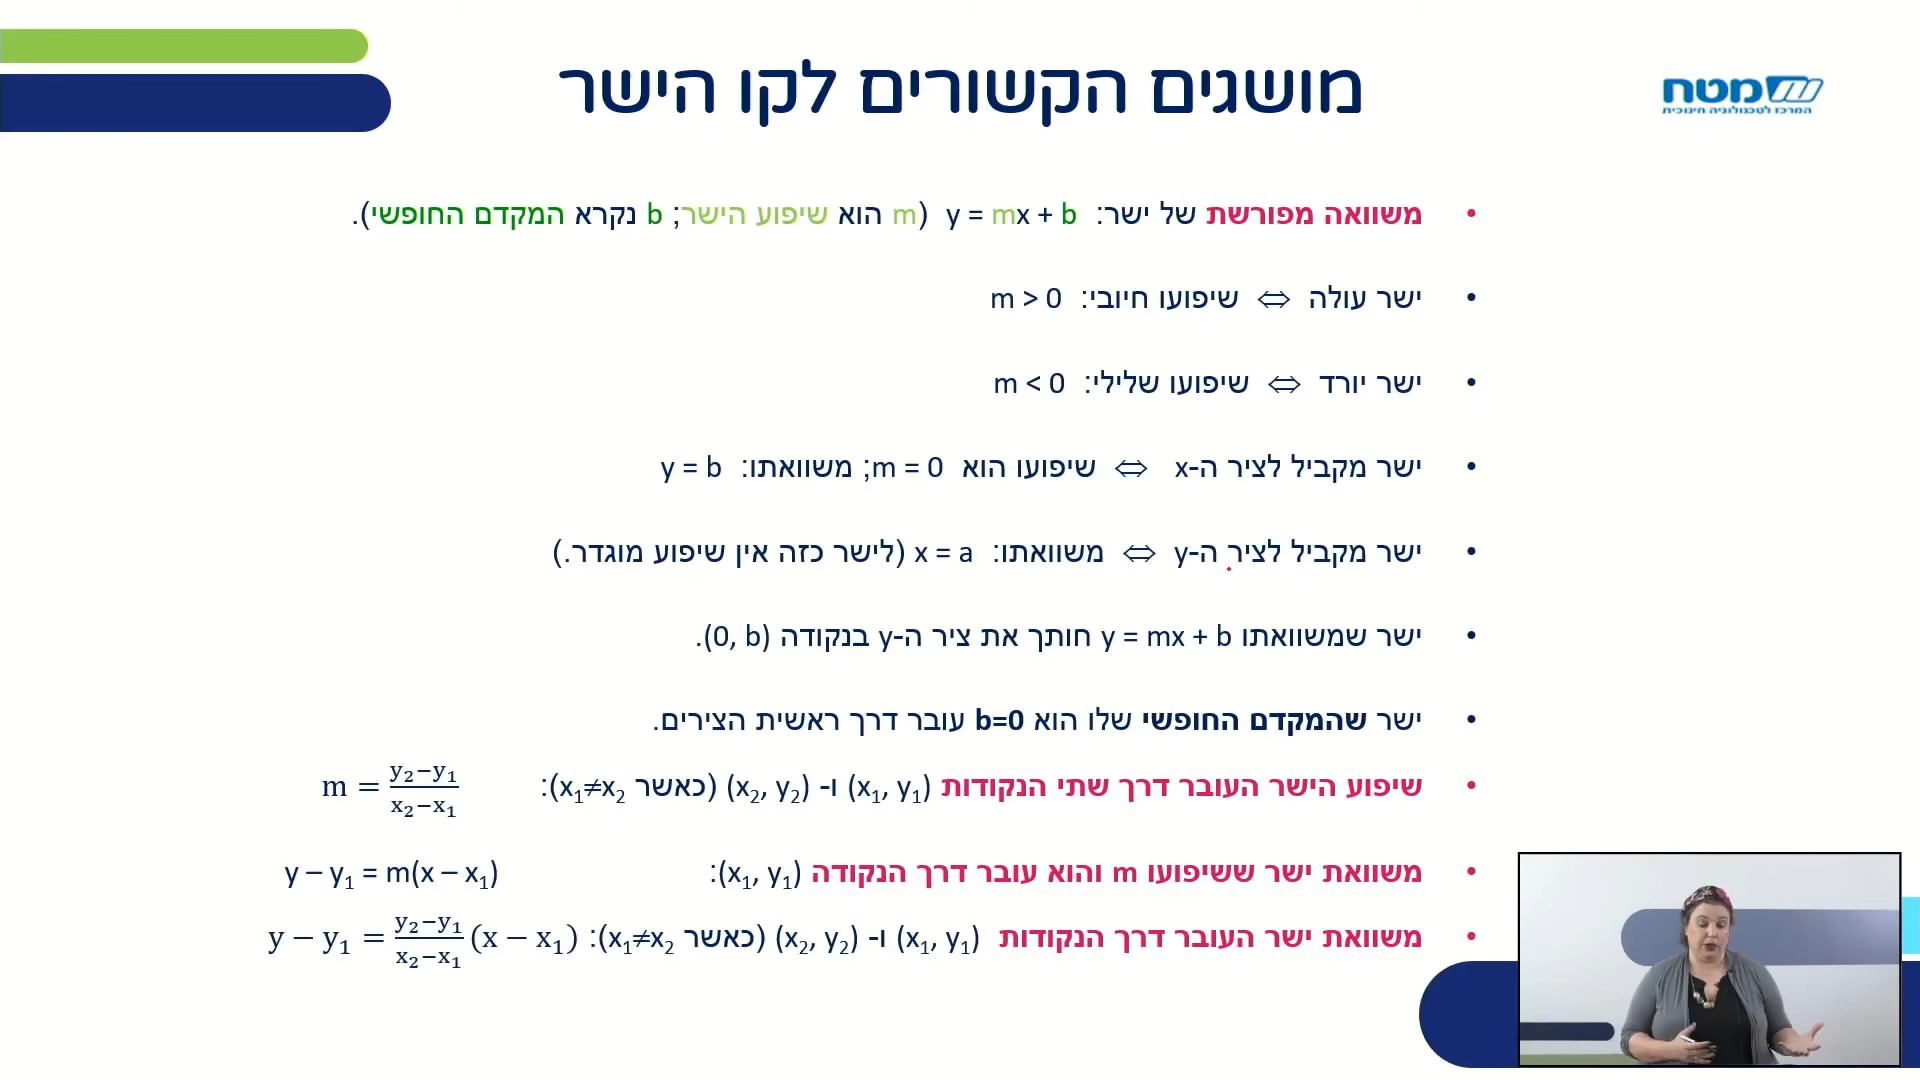 מושגים הקשורים לקו הישר
מטח
המרכז לטכנולוגיה חינוכית
• משוואה מפורשת של ישר: y = mx + b (m הוא שיפוע הישר; b נקרא המקדם החופשי).
• ישר עולה ⇔ שיפועו חיובי: m > 0
• ישר יורד ⇔ שיפועו שלילי: m < 0
• ישר מקביל לציר ה-x ⇔ שיפועו הוא m = 0; משוואתו: y = b
• ישר מקביל לציר ה-y ⇔ משוואתו: x = a (לישר כזה אין שיפוע מוגדר.)
• ישר שמשוואתו y = mx + b חותך את ציר ה-y בנקודה (0, b).
• ישר שהמקדם החופשי שלו הוא b=0 עובר דרך ראשית הצירים.
• שיפוע הישר העובר דרך שתי הנקודות (x₁, y₁) ו- (x₂, y₂) (כאשר x₁≠x₂): m = (y₂−y₁)/(x₂−x₁)
• משוואת ישר ששיפועו m והוא עובר דרך הנקודה (x₁, y₁): y – y₁ = m(x – x₁)
• משוואת ישר העובר דרך הנקודות (x₁, y₁) ו- (x₂, y₂) (כאשר x₁≠x₂): y − y₁ = (y₂−y₁)/(x₂−x₁) (x − x₁)